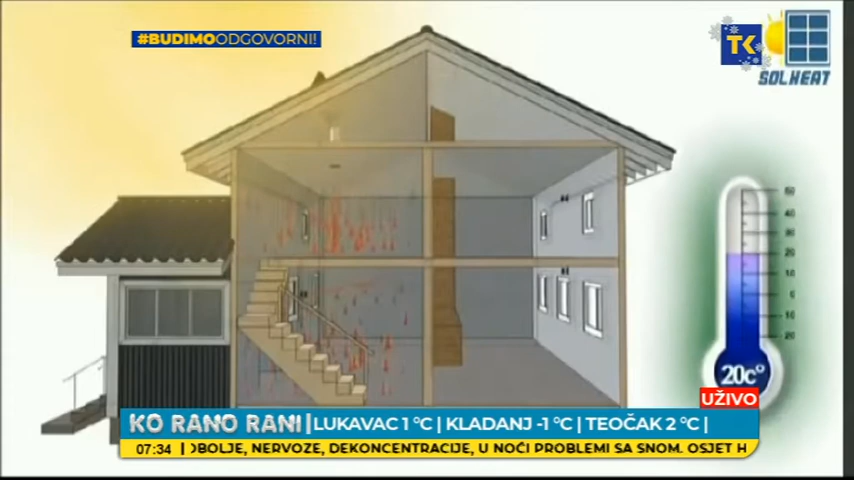 #BUDIMOODGOVORNI!
TK
SOLHEAT
50
40
30
20
10
0
10
20
20c°
UŽIVO
KO RANO RANI | LUKAVAC 1 °C | KLADANJ -1 °C | TEOČAK 2 °C |
07:34 | OBOLJE, NERVOZE, DEKONCENTRACIJE, U NOĆI PROBLEMI SA SNOM. OSJET H